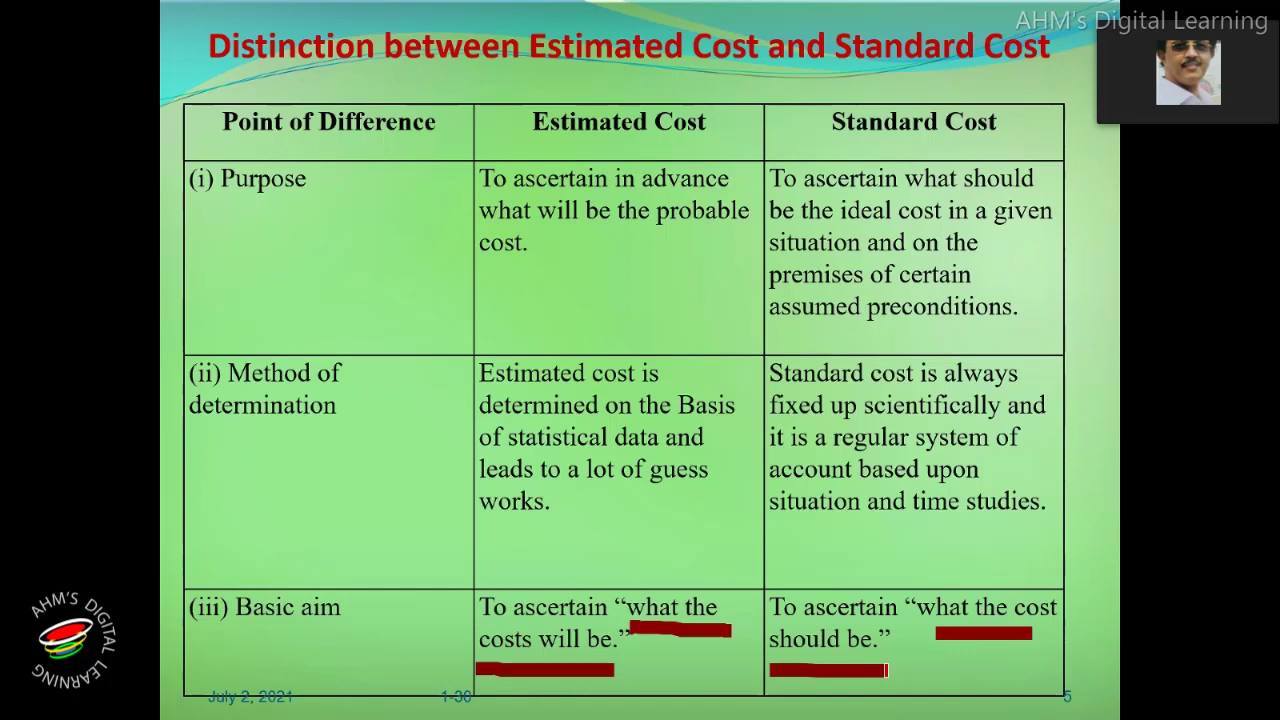 AHM's Digital Learning
Distinction between Estimated Cost and Standard Cost
Point of Difference
Estimated Cost
Standard Cost
(i) Purpose
To ascertain in advance
what will be the probable
cost.
To ascertain what should
be the ideal cost in a given
situation and on the
premises of certain
assumed preconditions.
(ii) Method of
determination
Estimated cost is
determined on the Basis
of statistical data and
leads to a lot of guess
works.
Standard cost is always
fixed up scientifically and
it is a regular system of
account based upon
situation and time studies.
(iii) Basic aim
To ascertain “what the
costs will be.”
To ascertain “what the cost
should be.”
AHM'S DIGITAL
LEARNING
July 2, 2021
1-30
5